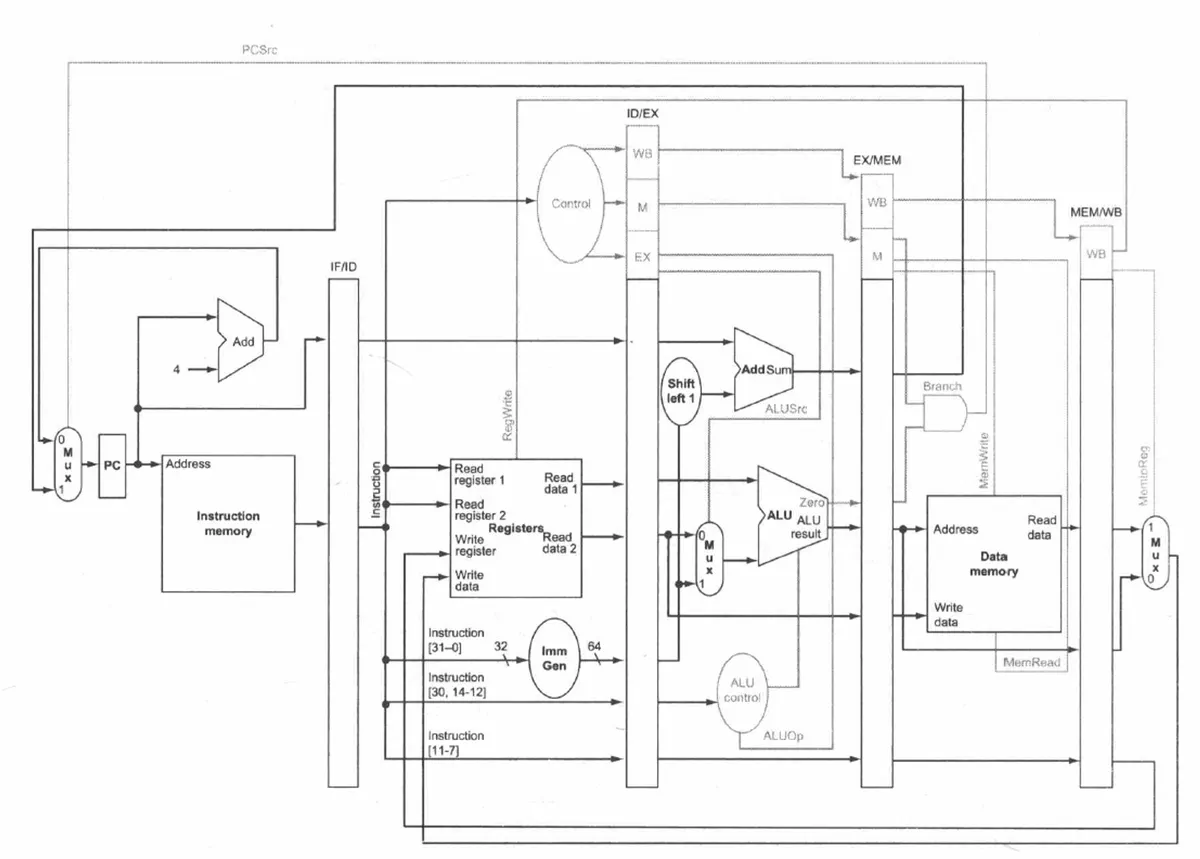 PCSrc
ID/EX
WB
EX/MEM
Control
M
WB
MEM/WB
EX
M
WB
IF/ID
Add
4
Add Sum
Shift
left 1
ALUSrc
Branch
RegWrite
0
M
u
x
1
PC
Address
Instruction
memory
Instruction
Read
register 1
Read
register 2
Write
register
Write
data
Registers
Read
data 1
Read
data 2
0
M
u
x
1
Zero
ALU
ALU
result
MemWrite
Address
Read
data
Data
memory
Write
data
MemtoReg
1
M
u
x
0
Instruction
[31–0]
32
Imm
Gen
64
MemRead
Instruction
[30, 14-12]
ALU
control
Instruction
[11-7]
ALUOp